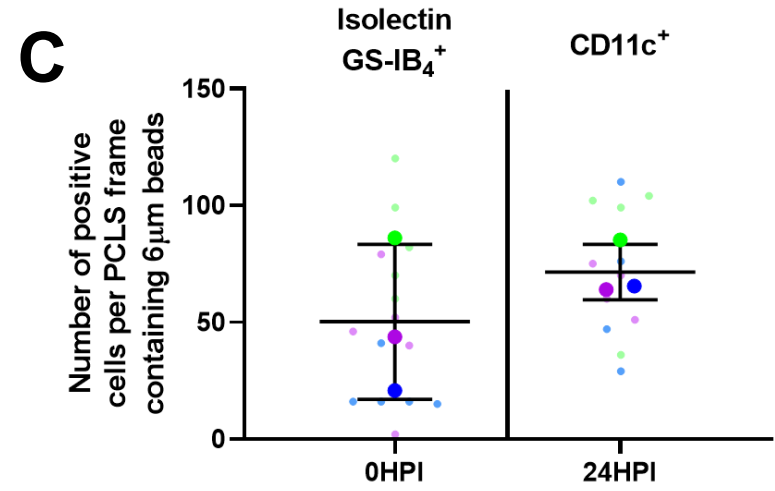 C
Isolectin
GS-IB₄⁺
CD11c⁺
Number of positive
cells per PCLS frame
containing 6μm beads
150
100
50
0
0HPI
24HPI